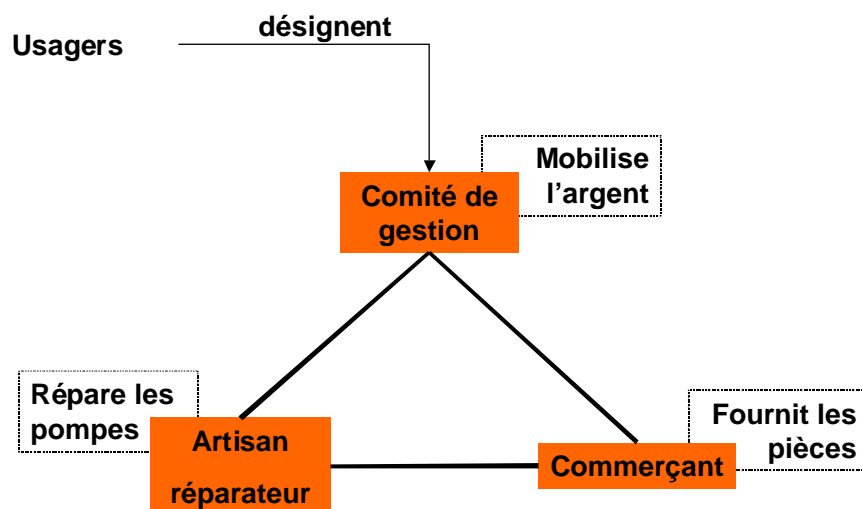 désignent
Usagers
Mobilise
l'argent
Comité de
gestion
Répare les
pompes
Artisan
réparateur
Fournit les
pièces
Commerçant